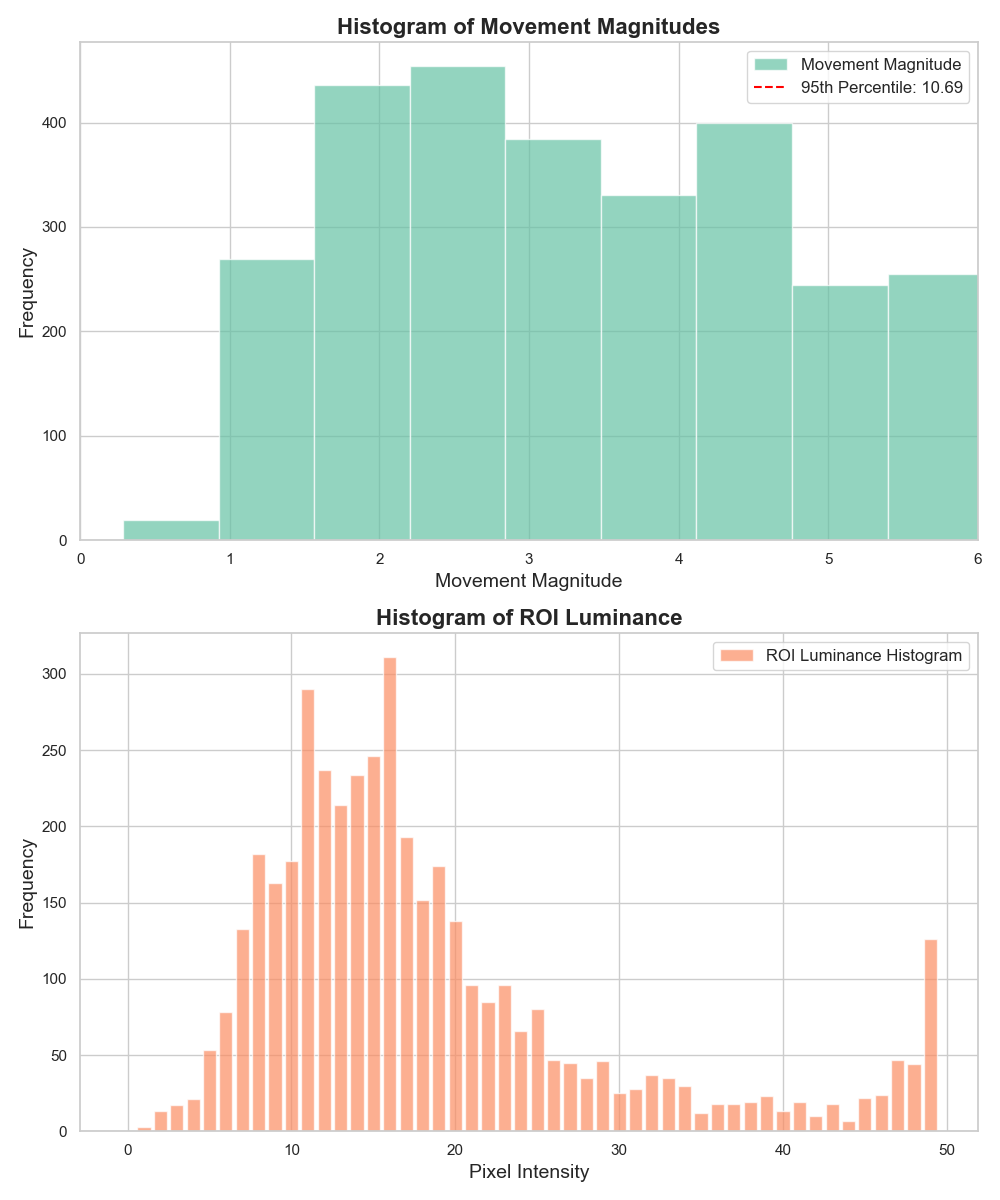 Histogram of Movement Magnitudes
Movement Magnitude
95th Percentile: 10.69
Frequency
400
300
200
100
0
0 1 2 3 4 5 6
Movement Magnitude
Histogram of ROI Luminance
ROI Luminance Histogram
Frequency
300
250
200
150
100
50
0
0 10 20 30 40 50
Pixel Intensity